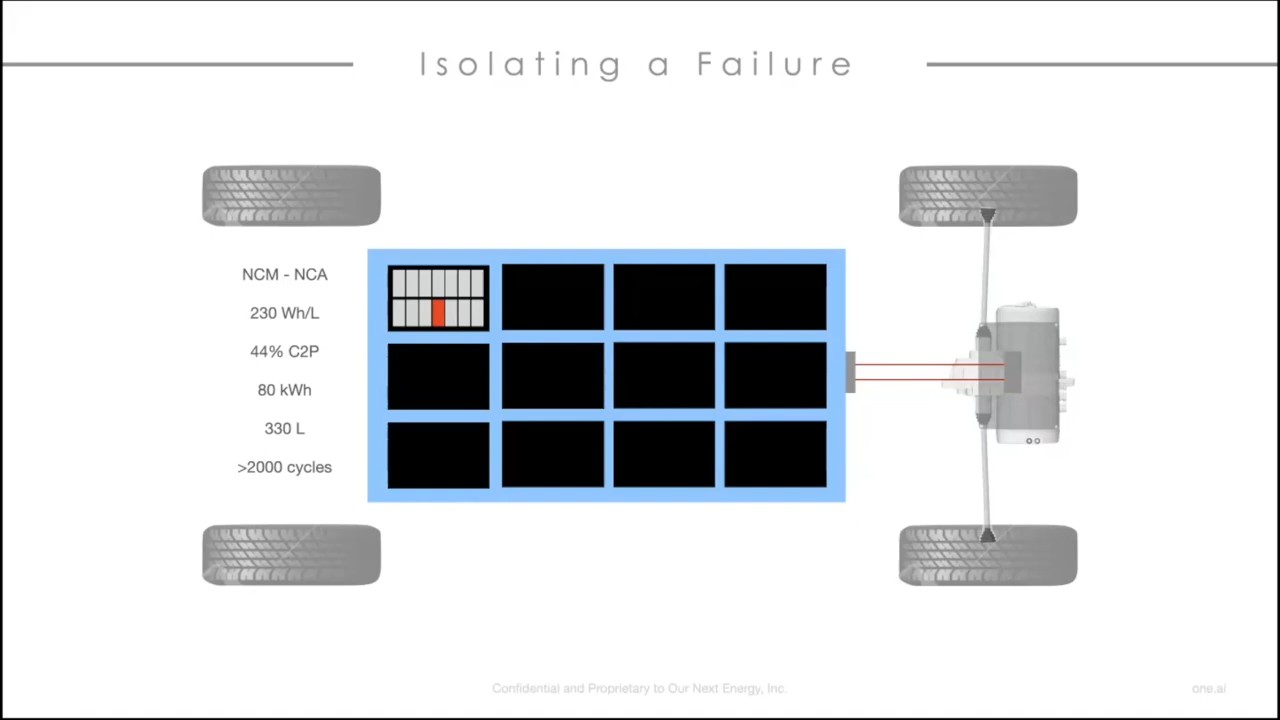 Isolating a Failure
NCM - NCA
230 Wh/L
44% C2P
80 kWh
330 L
>2000 cycles
Confidential and Proprietary to Our Next Energy, Inc.
one.ai